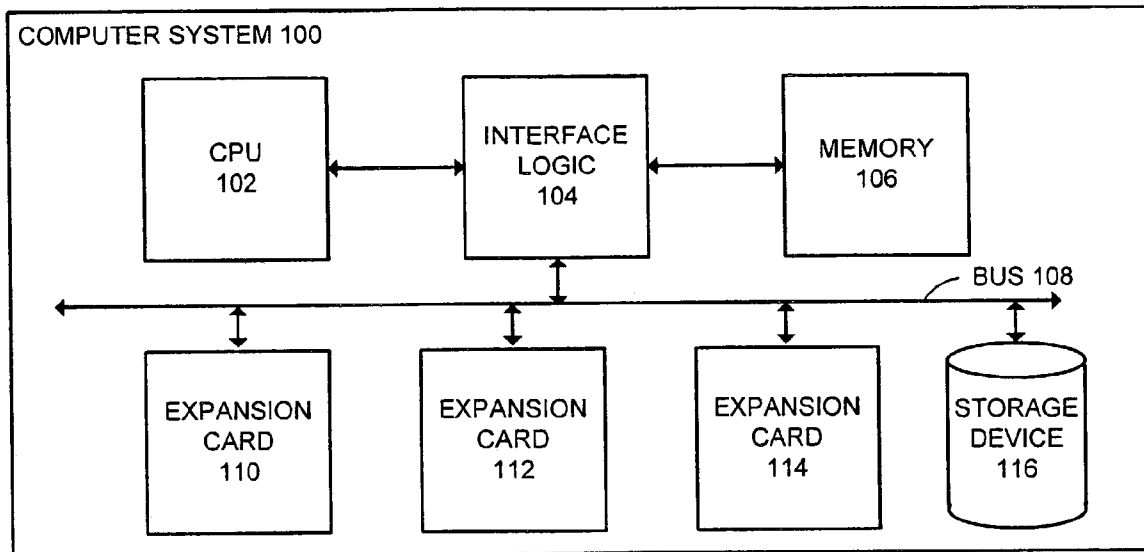 COMPUTER SYSTEM 100
CPU
102
INTERFACE
LOGIC
104
MEMORY
106
BUS 108
EXPANSION
CARD
110
EXPANSION
CARD
112
EXPANSION
CARD
114
STORAGE
DEVICE
116